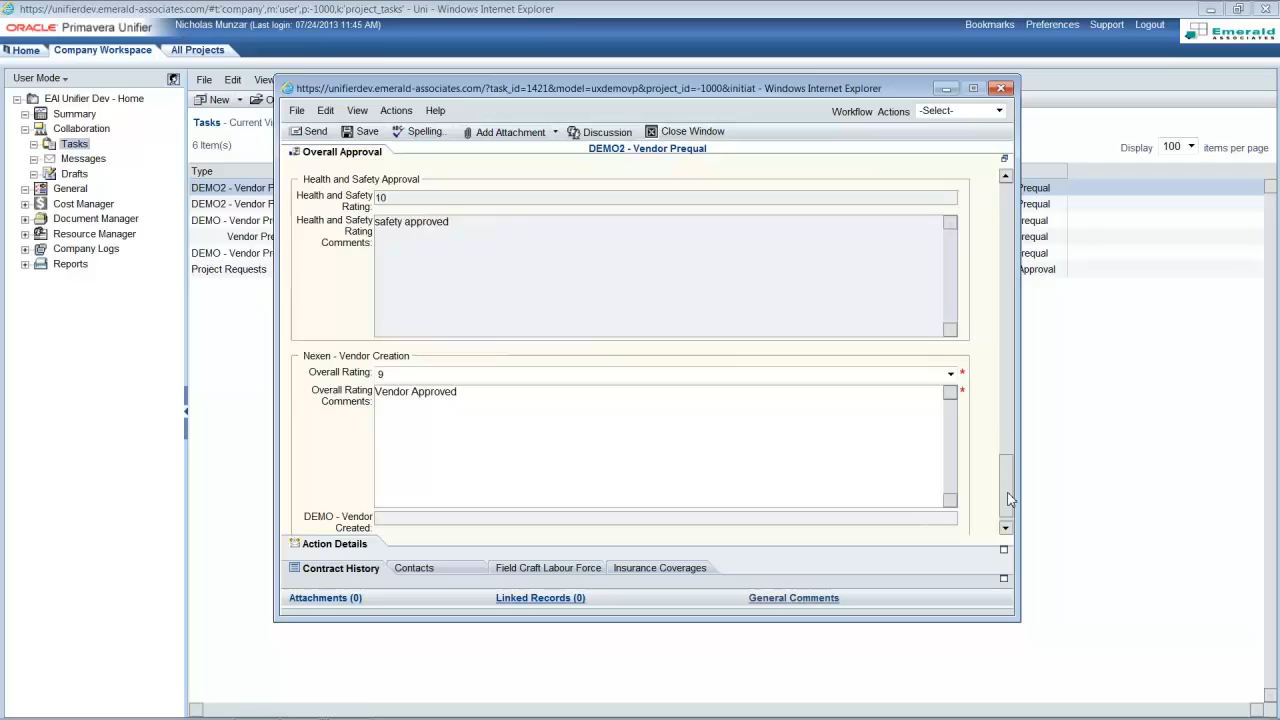 https://unifierdev.emerald-associates.com/#t:'company',m:'user',p:-1000,k:'project_tasks' - Uni - Windows Internet Explorer
ORACLE Primavera Unifier
Nicholas Munzar (Last login: 07/24/2013 11:45 AM)
Bookmarks Preferences Support Logout
Emerald
ASSOCIATES
Home Company Workspace All Projects
User Mode
File Edit View
New
EAI Unifier Dev - Home
Summary
Collaboration
Tasks
Messages
Drafts
General
Cost Manager
Document Manager
Resource Manager
Company Logs
Reports
Tasks - Current Vi
6 Item(s)
Display 100 items per page
Type
DEMO2 - Vendor P
DEMO2 - Vendor P
DEMO - Vendor Pr
Vendor Pre
DEMO - Vendor Pr
Project Requests
Prequal
Prequal
requal
requal
requal
Approval
https://unifierdev.emerald-associates.com/?task_id=1421&model=uxdemovp&project_id=-1000&initiat - Windows Internet Explorer
File Edit View Actions Help
Workflow Actions -Select-
Send Save Spelling.. Add Attachment Discussion Close Window
Overall Approval
DEMO2 - Vendor Prequal
Health and Safety Approval
Health and Safety Rating: 10
Health and Safety Rating Comments: safety approved
Nexen - Vendor Creation
Overall Rating: 9 *
Overall Rating Comments: Vendor Approved *
DEMO - Vendor Created:
Action Details
Contract History Contacts Field Craft Labour Force Insurance Coverages
Attachments (0) Linked Records (0) General Comments